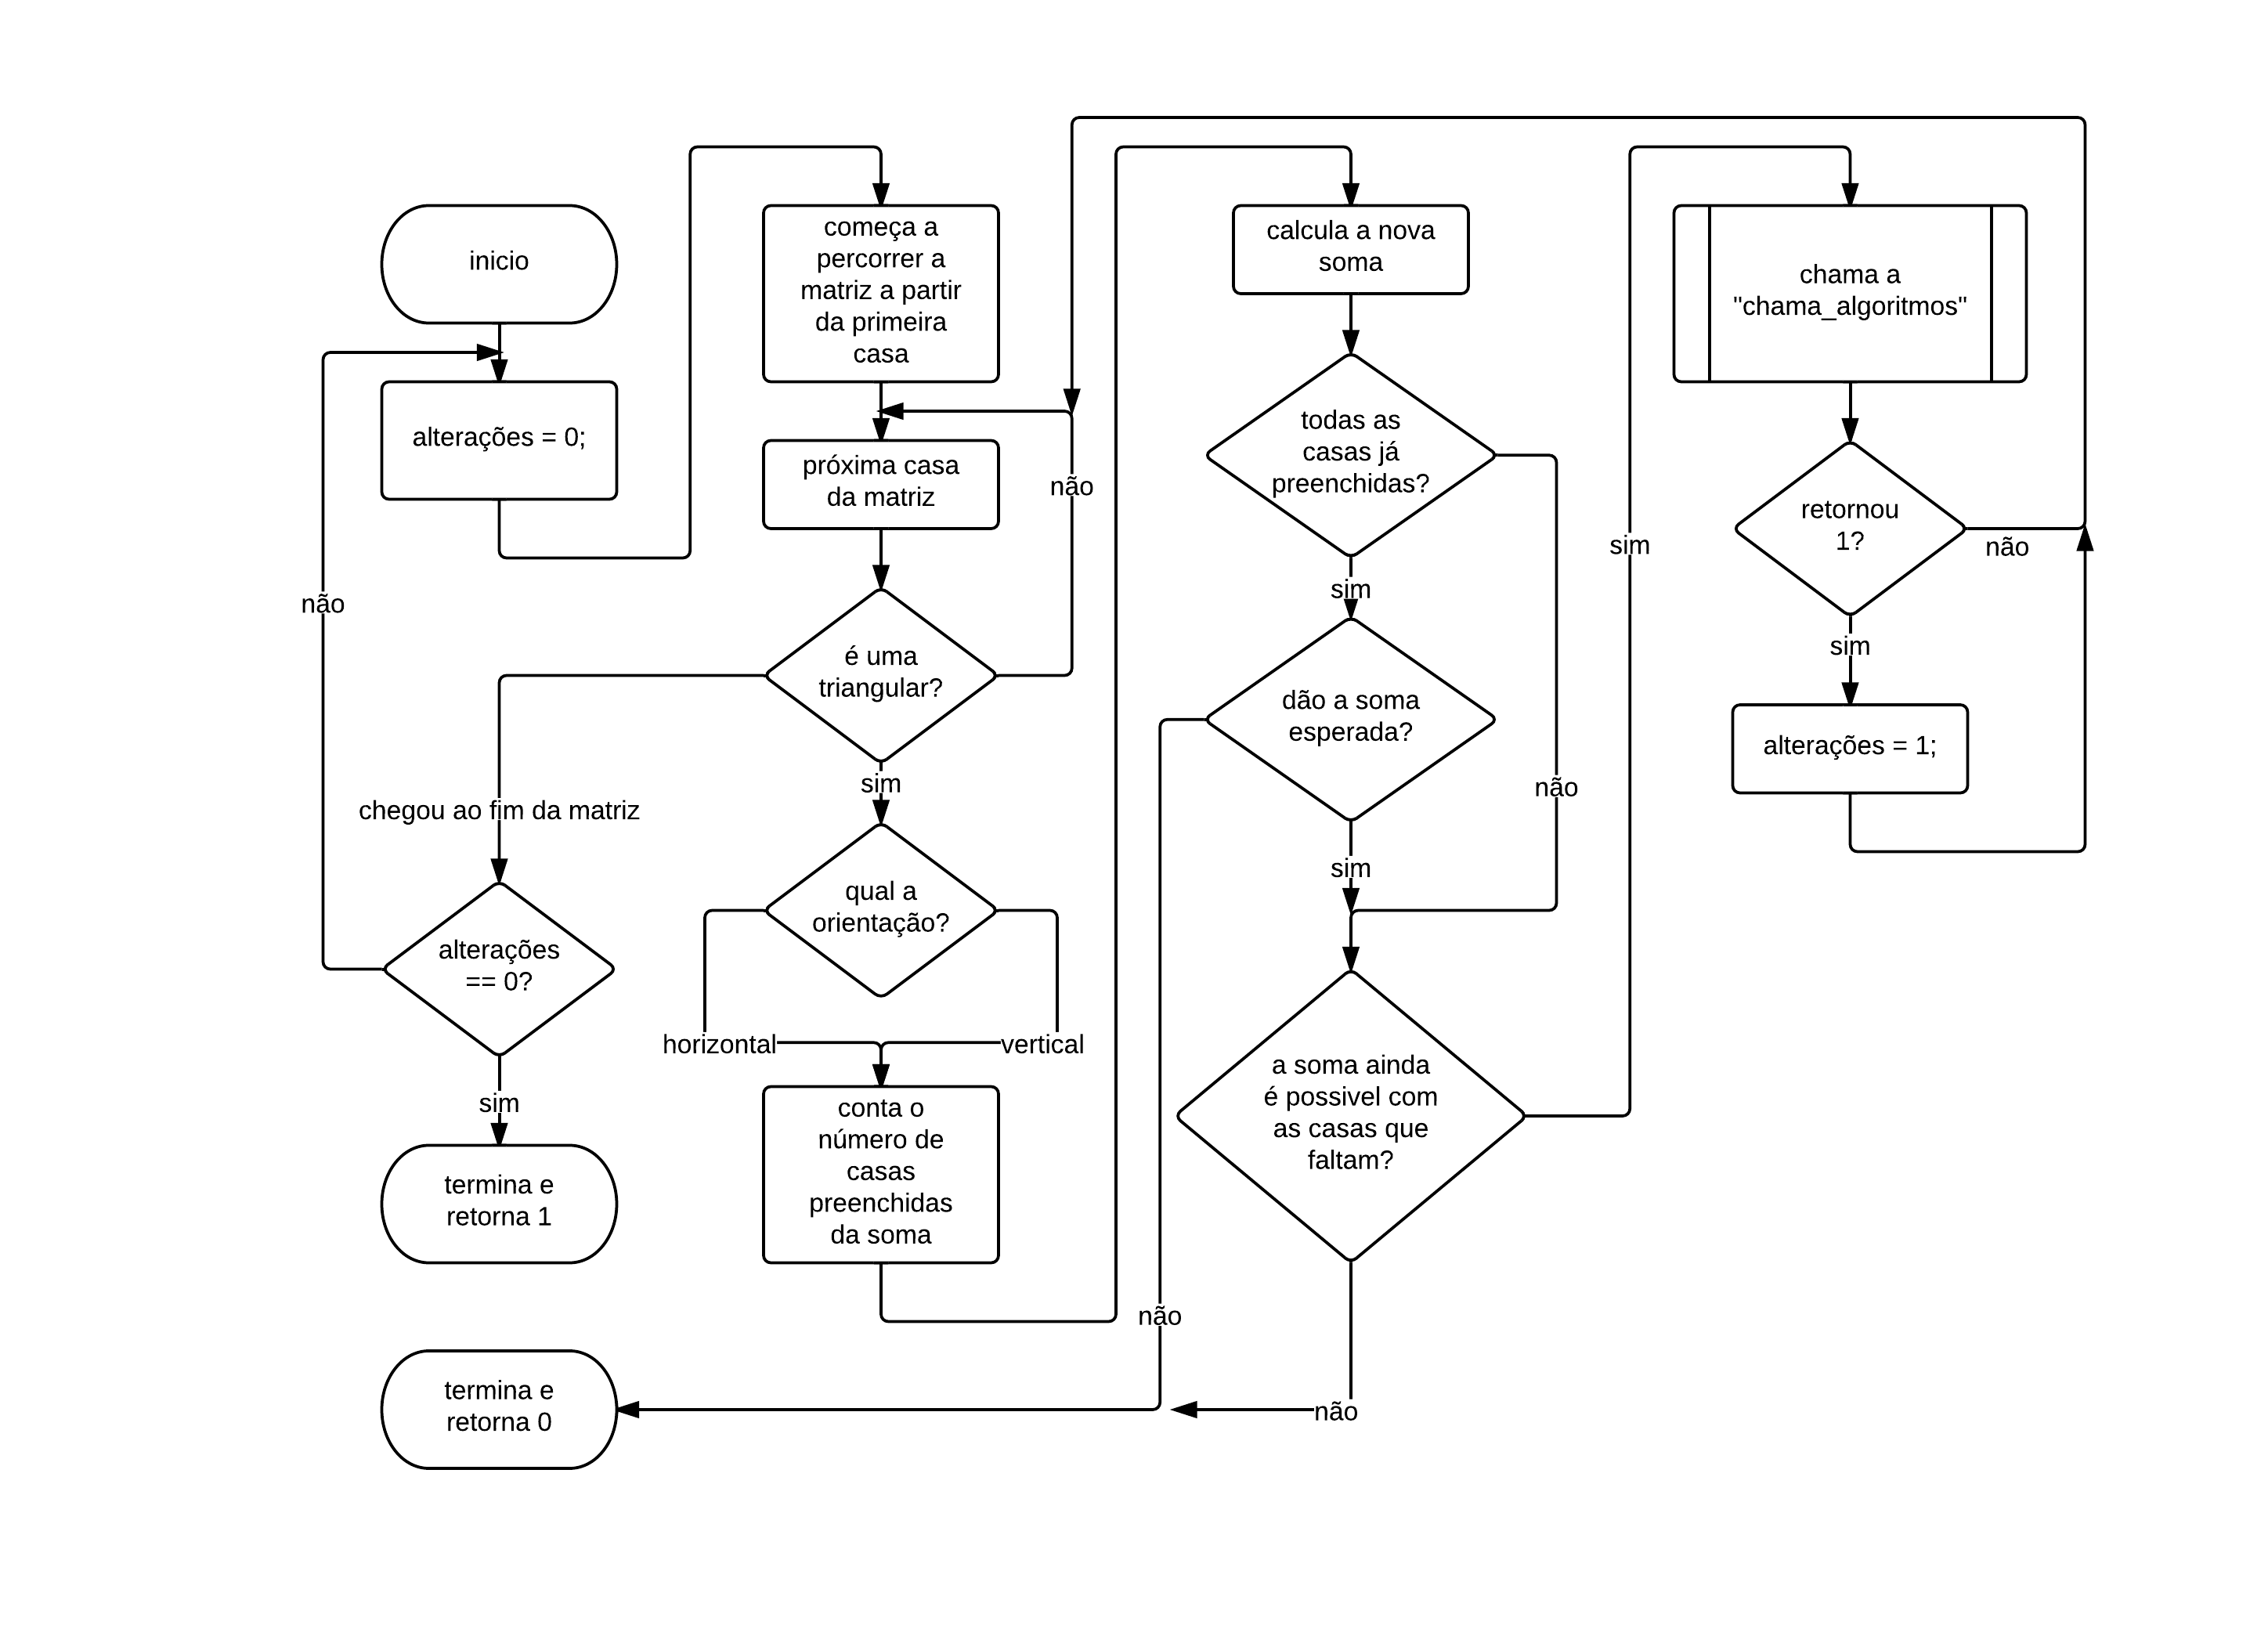 inicio
alterações = 0;
não
chegou ao fim da matriz
alterações
== 0?
sim
termina e
retorna 1
termina e
retorna 0
começa a
percorrer a
matriz a partir
da primeira
casa
próxima casa
da matriz
não
é uma
triangular?
sim
qual a
orientação?
horizontal
vertical
conta o
número de
casas
preenchidas
da soma
calcula a nova
soma
todas as
casas já
preenchidas?
sim
não
dão a soma
esperada?
sim
não
a soma ainda
é possivel com
as casas que
faltam?
não
sim
chama a
"chama_algoritmos"
retornou
1?
não
sim
alterações = 1;